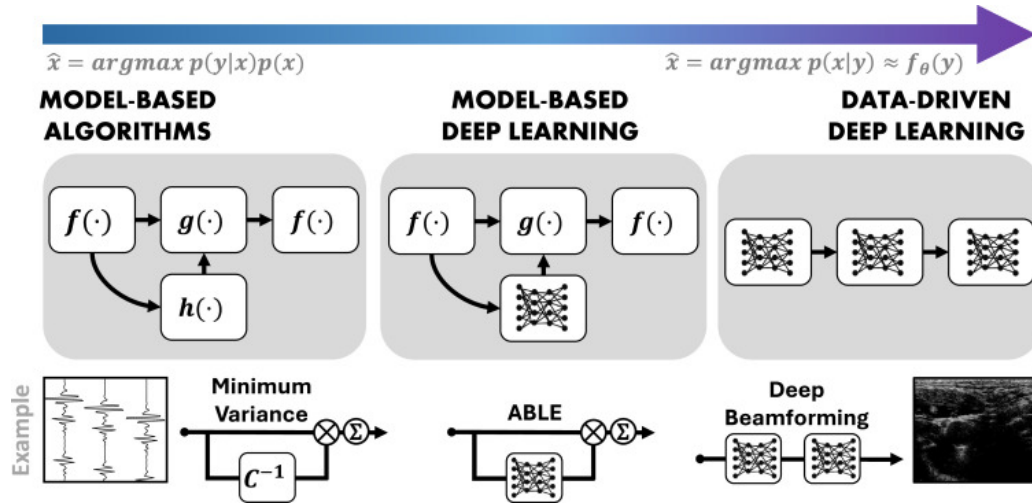 x̂ = argmax p(y|x)p(x)
x̂ = argmax p(x|y) ≈ f_θ(y)
MODEL-BASED
ALGORITHMS
MODEL-BASED
DEEP LEARNING
DATA-DRIVEN
DEEP LEARNING
f(·)
g(·)
f(·)
h(·)
f(·)
g(·)
f(·)
Example
Minimum
Variance
C⁻¹
Σ
ABLE
Σ
Deep
Beamforming